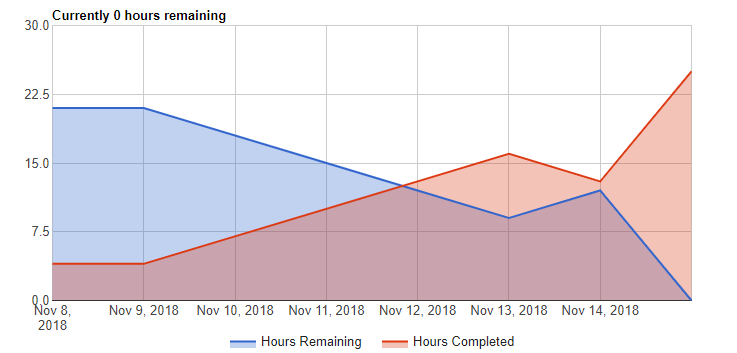 Currently 0 hours remaining
30.0
22.5
15.0
7.5
0.0
Nov 8, 2018
Nov 9, 2018
Nov 10, 2018
Nov 11, 2018
Nov 12, 2018
Nov 13, 2018
Nov 14, 2018
Hours Remaining
Hours Completed